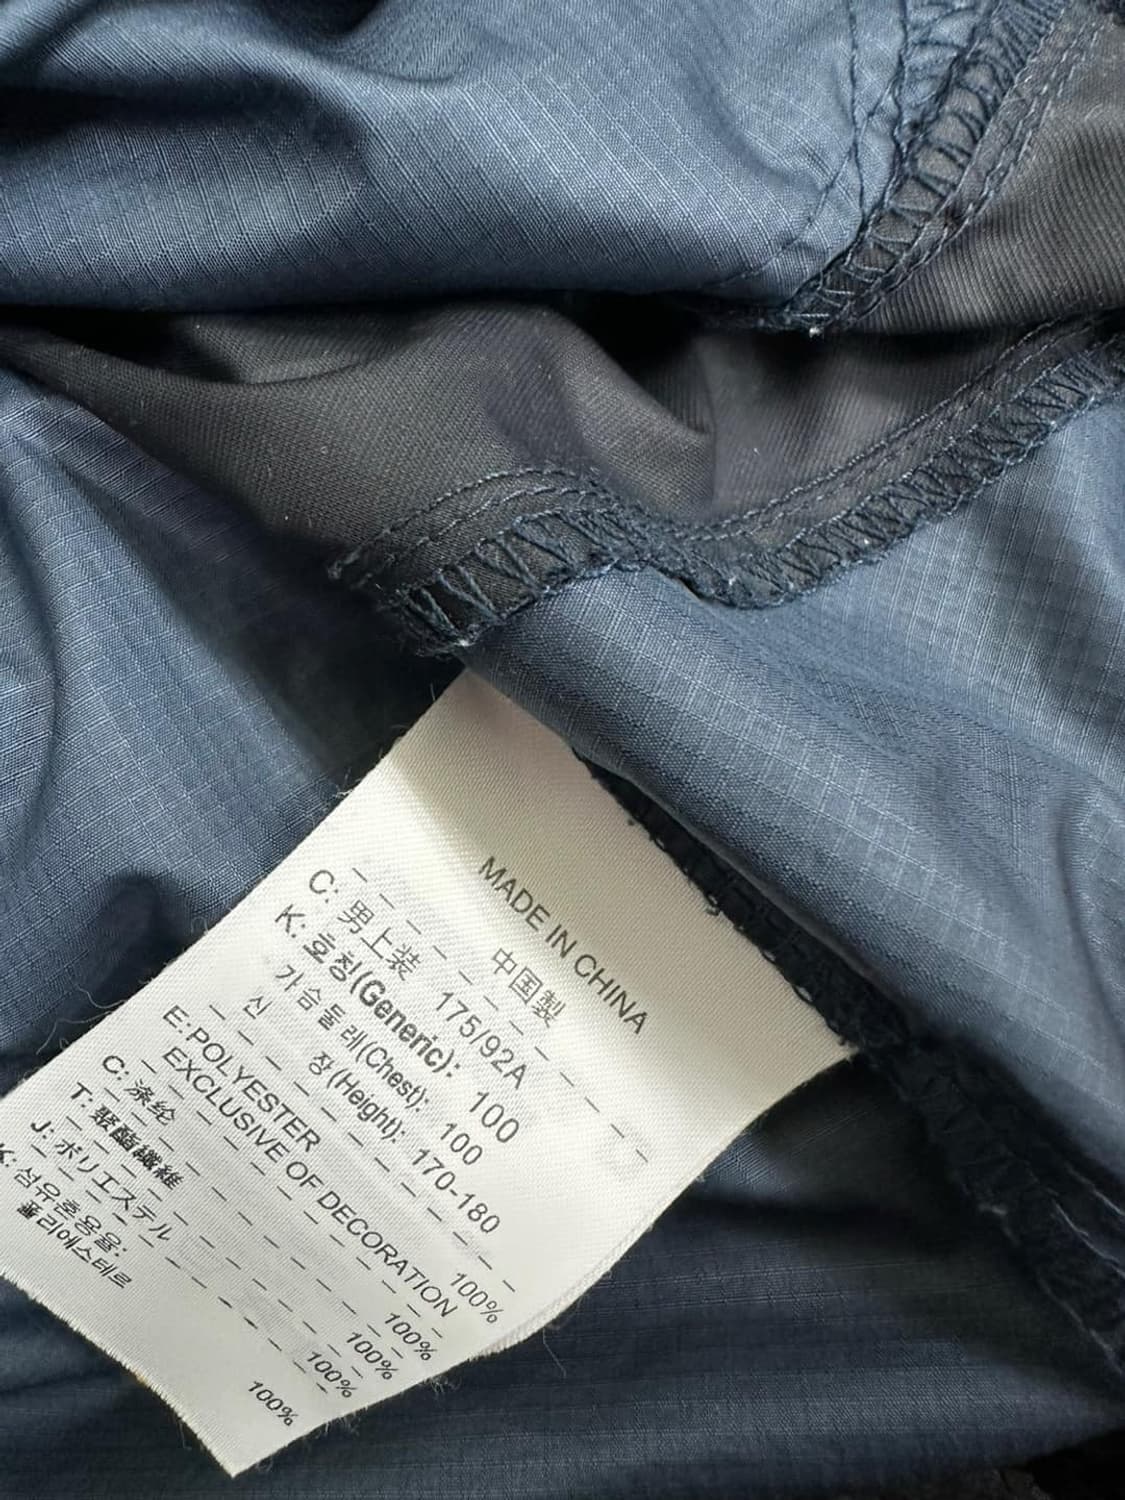 MADE IN CHINA
中国製
C: 男上装 175/92A
K: 호칭(Generic): 100
가슴둘레(Chest): 100
신 장(Height): 170-180
E:POLYESTER 100%
EXCLUSIVE OF DECORATION
C: 涤纶 100%
T: 聚酯纖維 100%
J: ポリエステル 100%
K: 섬유혼용율:
폴리에스테르 100%